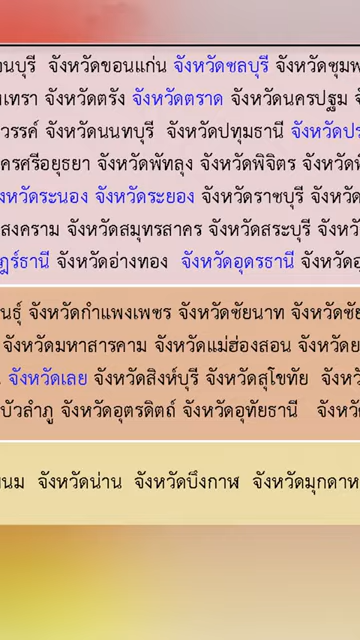 จังหวัดขอนแก่น จังหวัดชลบุรี
จังหวัดตรัง จังหวัดตราด จังหวัดนครปฐม
จังหวัดนนทบุรี จังหวัดปทุมธานี
จังหวัดพัทลุง จังหวัดพิจิตร
จังหวัดระยอง จังหวัดราชบุรี
จังหวัดสมุทรสาคร จังหวัดสระบุรี
จังหวัดอ่างทอง จังหวัดอุดรธานี
จังหวัดกำแพงเพชร จังหวัดชัยนาท
จังหวัดมหาสารคาม จังหวัดแม่ฮ่องสอน
จังหวัดเลย จังหวัดสิงห์บุรี จังหวัดสุโขทัย
จังหวัดอุตรดิตถ์ จังหวัดอุทัยธานี
จังหวัดน่าน จังหวัดบึงกาฬ จังหวัดมุกดาห